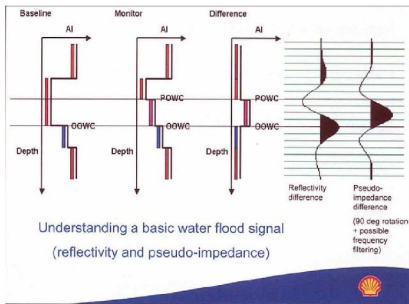 Baseline
Monitor
Difference
AI
AI
AI
POWC
POWC
OOWC
OOWC
OOWC
Depth
Depth
Depth
Reflectivity
difference
Pseudo-
impedance
difference
(90 deg rotation
+ possible
frequency
filtering)
Understanding a basic water flood signal
(reflectivity and pseudo-impedance)